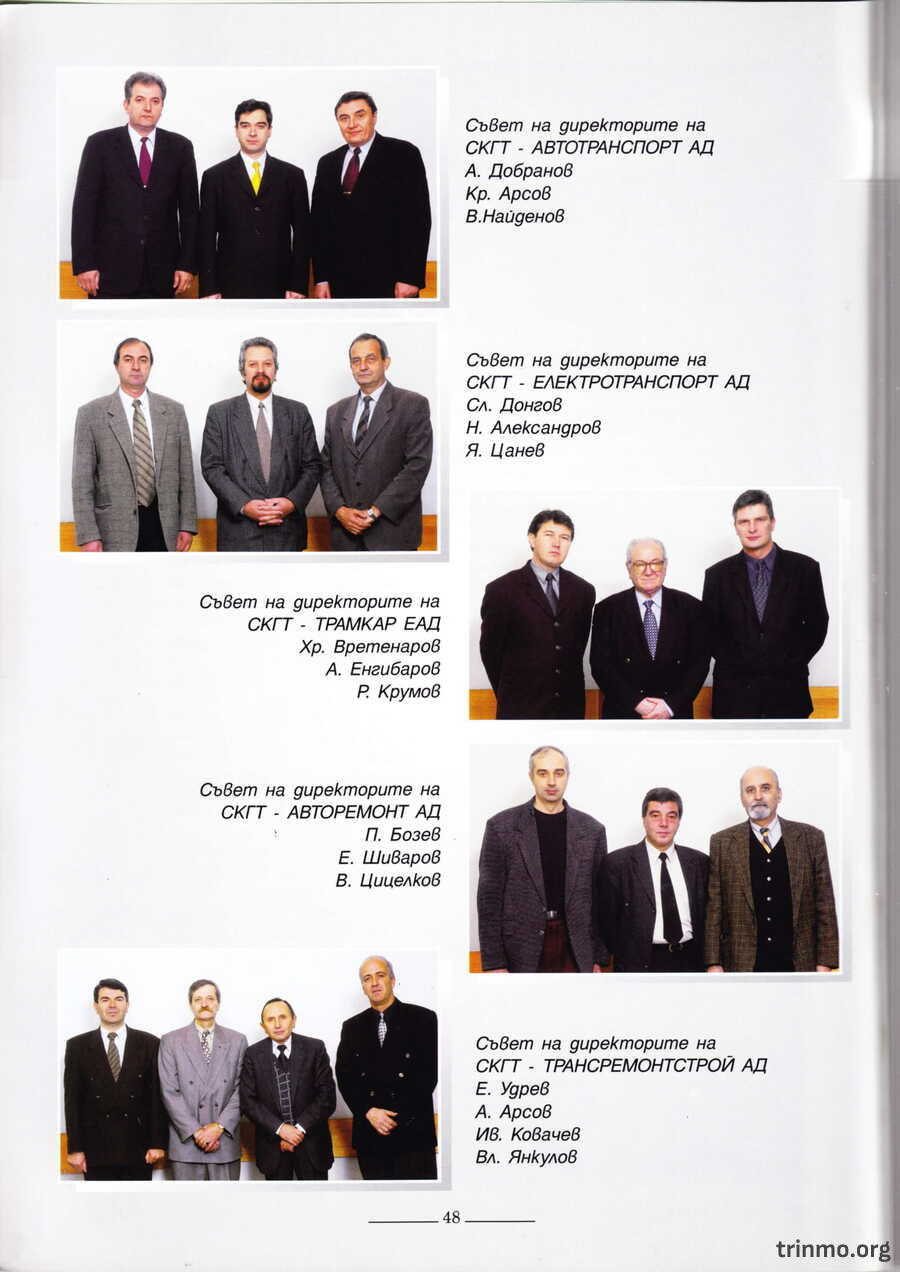 Съвет на директорите на
СКГТ - АВТОТРАНСПОРТ АД
А. Добранов
Кр. Арсов
В.Найденов
Съвет на директорите на
СКГТ - ЕЛЕКТРОТРАНСПОРТ АД
Сл. Донгов
Н. Александров
Я. Цанев
Съвет на директорите на
СКГТ - ТРАМКАР ЕАД
Хр. Вретенаров
А. Енгибаров
Р. Крумов
Съвет на директорите на
СКГТ - АВТОРЕМОНТ АД
П. Бозев
Е. Шиваров
В. Цицелков
Съвет на директорите на
СКГТ - ТРАНСРЕМОНТСТРОЙ АД
Е. Удрев
А. Арсов
Ив. Ковачев
Вл. Янкулов
48
trinmo.org